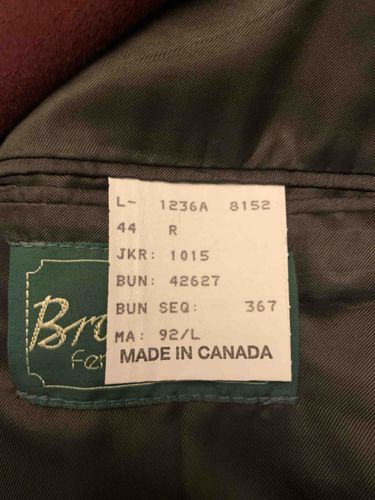 L- 1236A 8152
44 R
JKR: 1015
BUN: 42627
BUN SEQ: 367
MA: 92/L
MADE IN CANADA